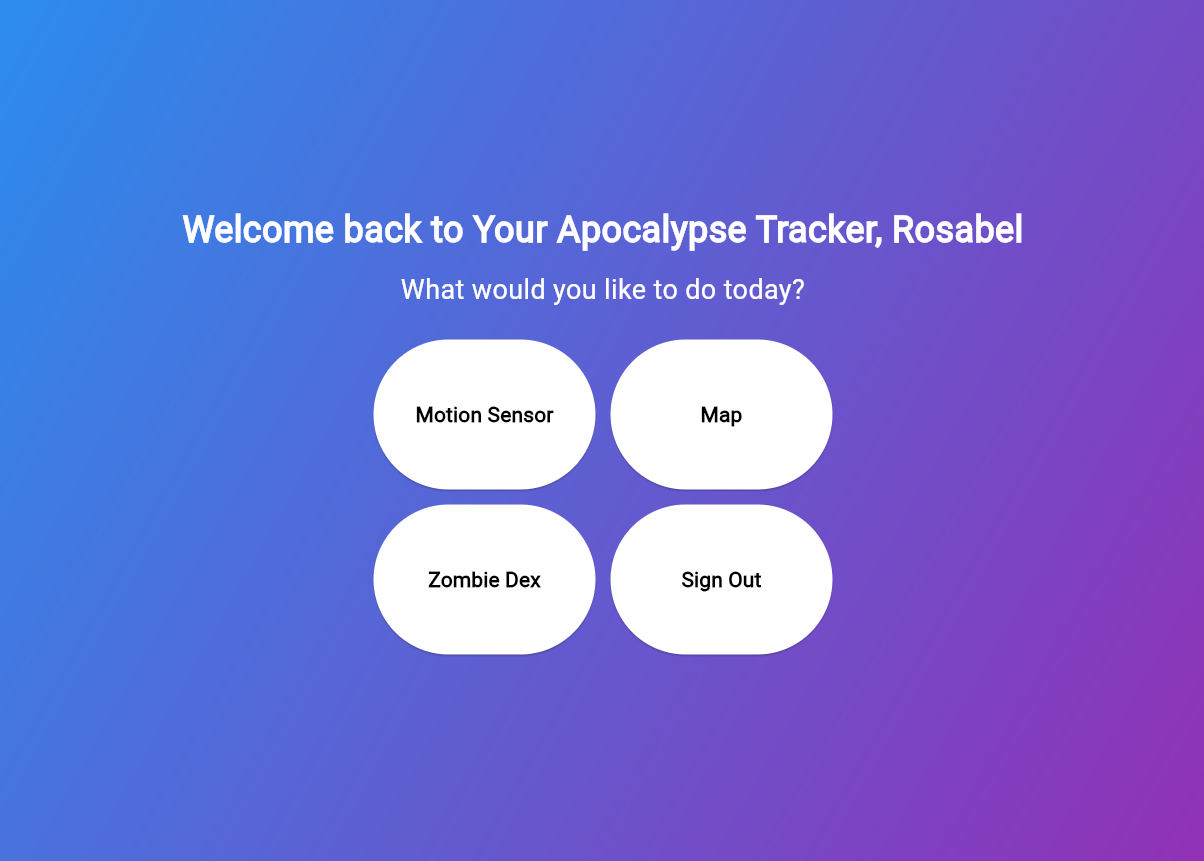 Welcome back to Your Apocalypse Tracker, Rosabel
What would you like to do today?
Motion Sensor
Map
Zombie Dex
Sign Out